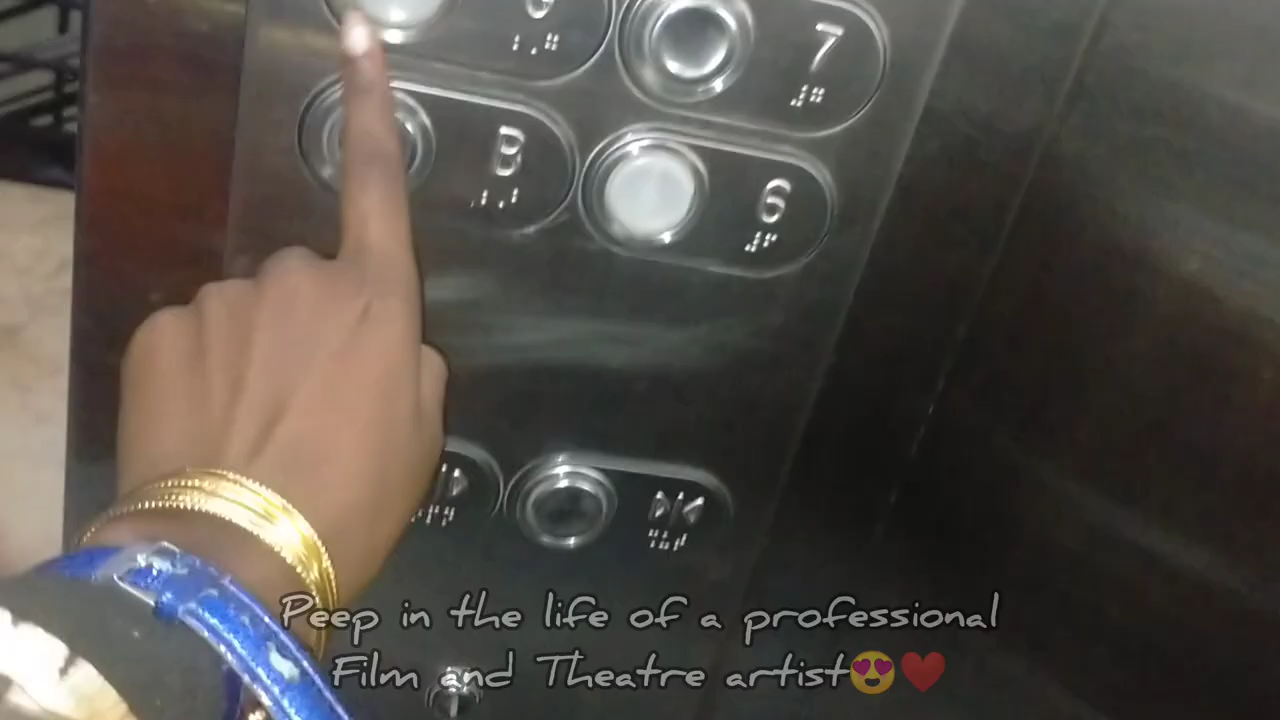 7
B
6
Peep in the life of a professional
Film and Theatre artist😍❤️